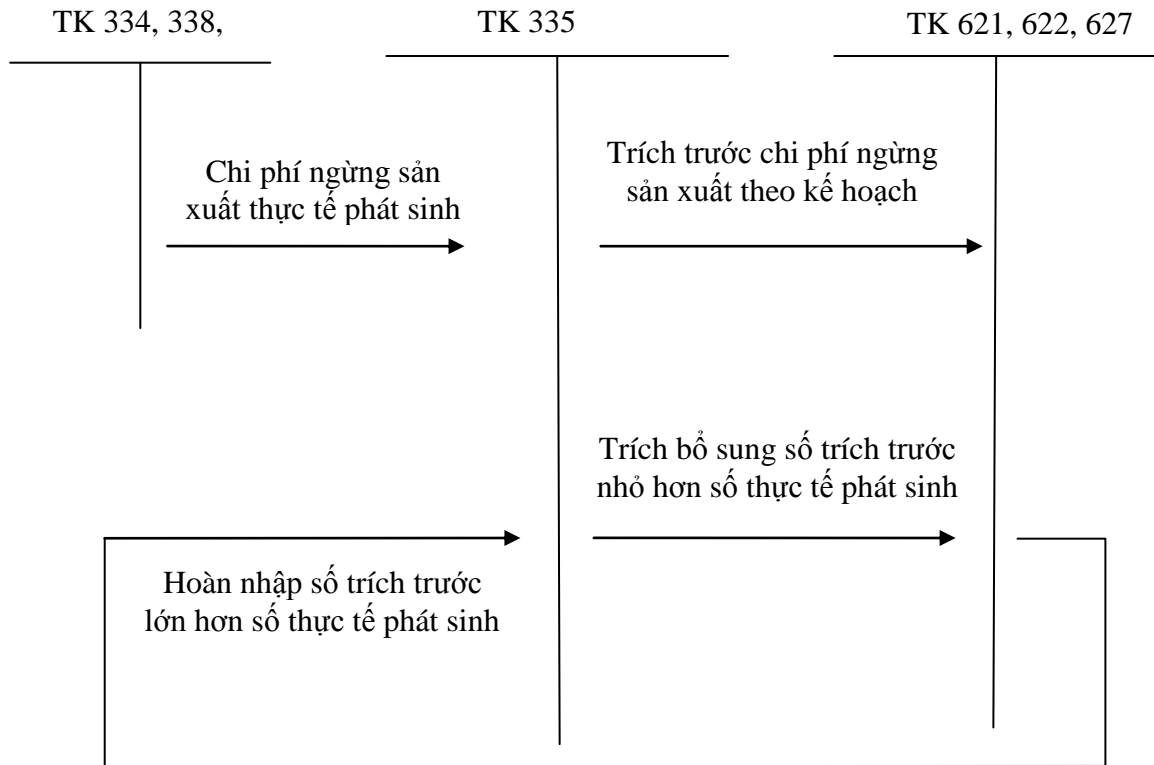 TK 334, 338,
TK 335
TK 621, 622, 627
Chi phí ngừng sản
xuất thực tế phát sinh
Trích trước chi phí ngừng
sản xuất theo kế hoạch
Trích bổ sung số trích trước
nhỏ hơn số thực tế phát sinh
Hoàn nhập số trích trước
lớn hơn số thực tế phát sinh